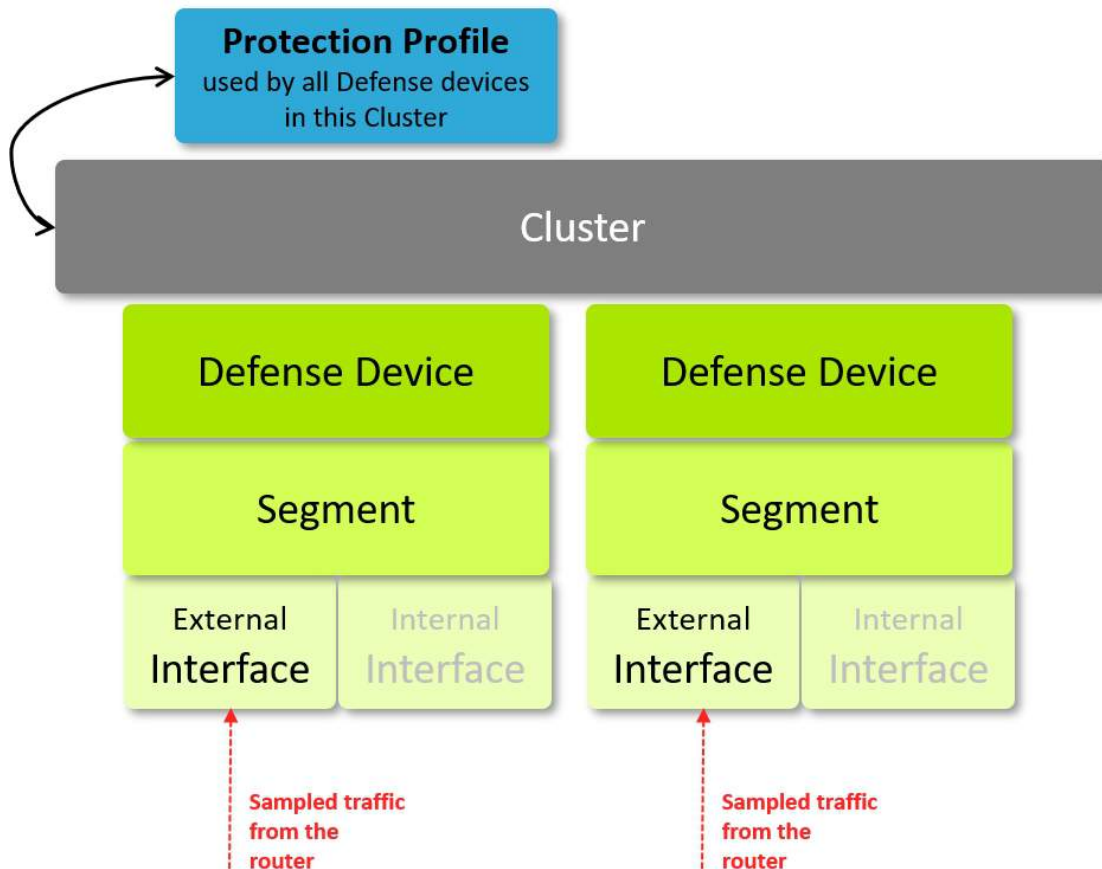 Protection Profile
used by all Defense devices
in this Cluster
Cluster
Defense Device
Defense Device
Segment
Segment
External
Interface
Internal
Interface
External
Interface
Internal
Interface
Sampled traffic
from the
router
Sampled traffic
from the
router